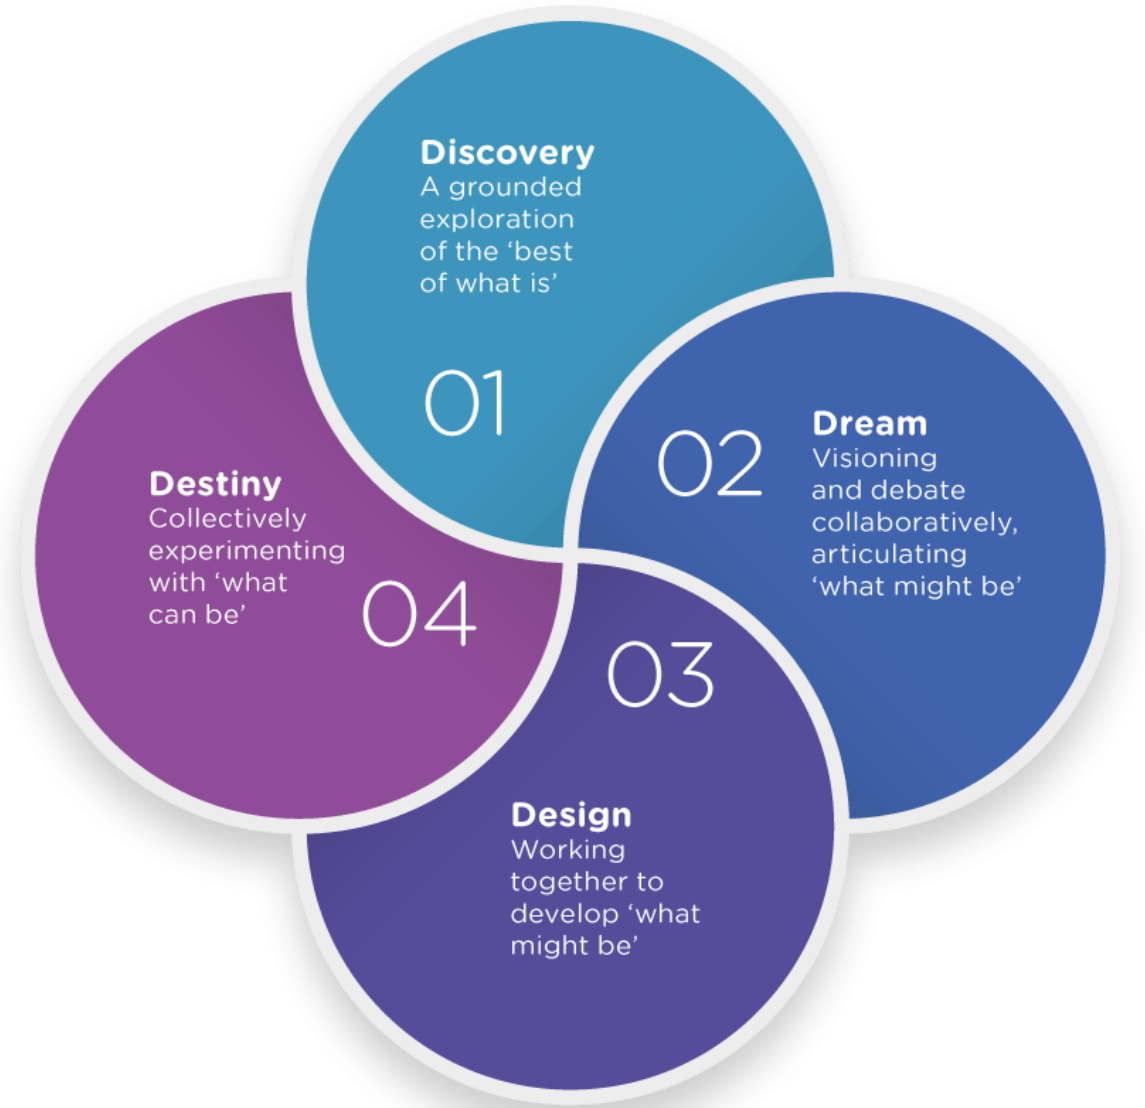 Discovery
A grounded
exploration
of the ‘best
of what is’
01
02
Dream
Visioning
and debate
collaboratively,
articulating
‘what might be’
03
Design
Working
together to
develop ‘what
might be’
Destiny
Collectively
experimenting
with ‘what
can be’
04